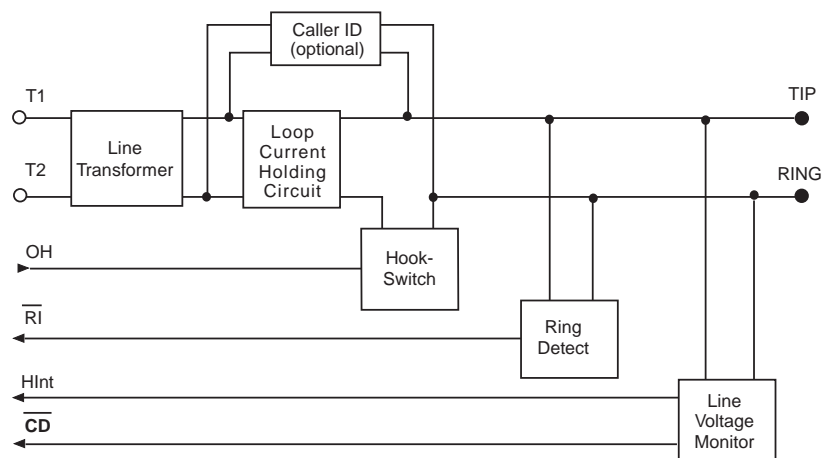 Caller ID
(optional)
T1
TIP
Line
Transformer
Loop
Current
Holding
Circuit
T2
RING
OH
Hook-
Switch
RI
Ring
Detect
HInt
Line
Voltage
Monitor
CD